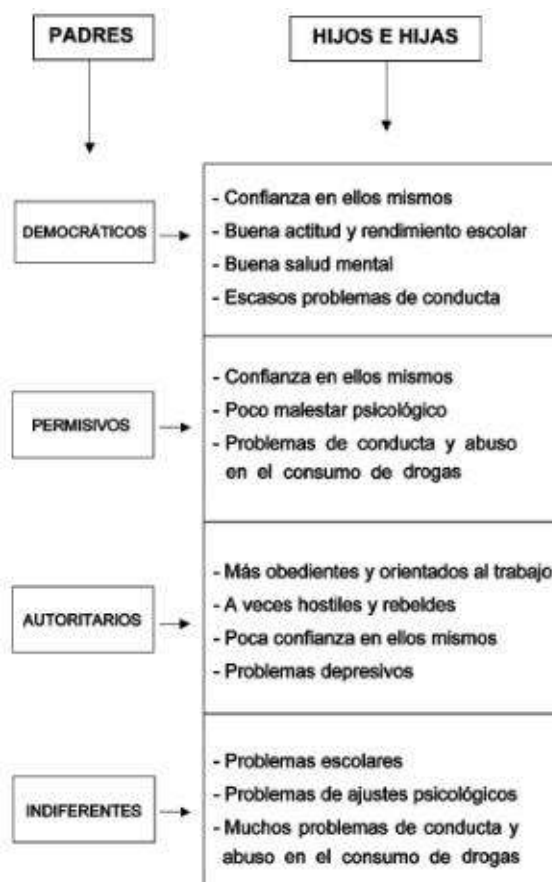 PADRES
HIJOS E HIJAS
DEMOCRÁTICOS
- Confianza en ellos mismos
- Buena actitud y rendimiento escolar
- Buena salud mental
- Escasos problemas de conducta
PERMISIVOS
- Confianza en ellos mismos
- Poco malestar psicológico
- Problemas de conducta y abuso
en el consumo de drogas
AUTORITARIOS
- Más obedientes y orientados al trabajo
- A veces hostiles y rebeldes
- Poca confianza en ellos mismos
- Problemas depresivos
INDIFERENTES
- Problemas escolares
- Problemas de ajustes psicológicos
- Muchos problemas de conducta y
abuso en el consumo de drogas